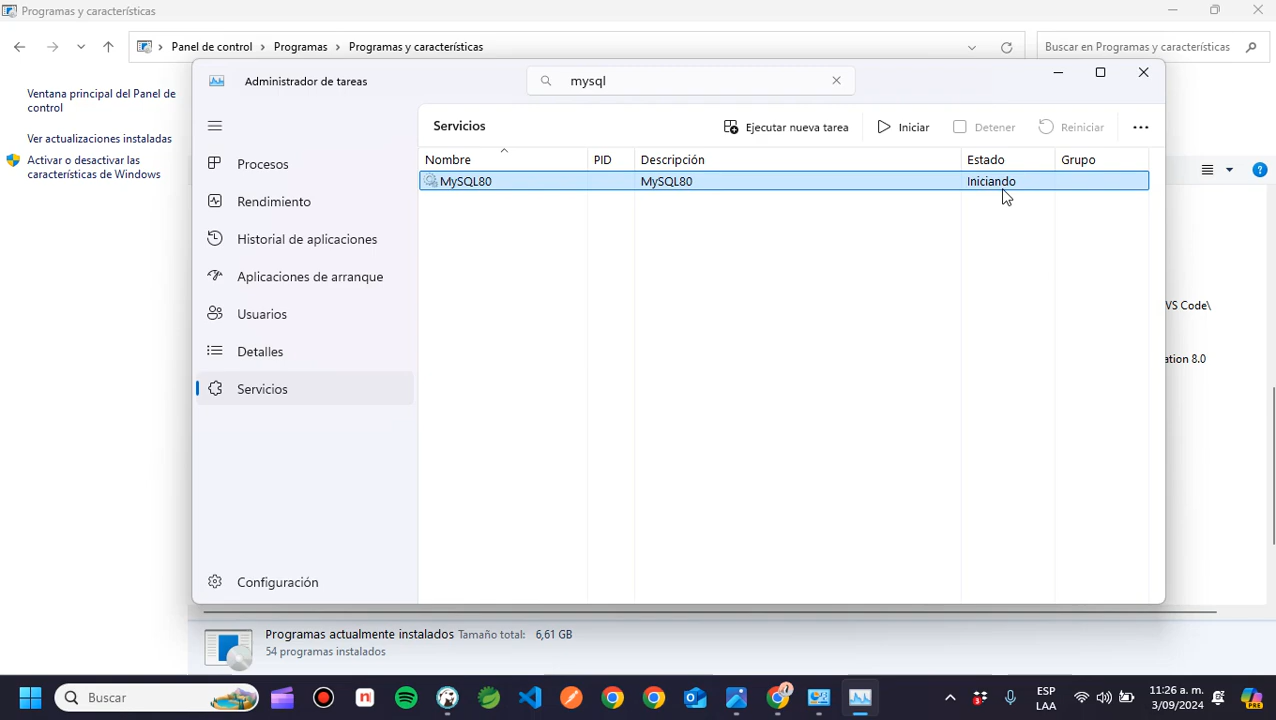 Programas y características
Panel de control > Programas > Programas y características
Buscar en Programas y características
Ventana principal del Panel de
control
Ver actualizaciones instaladas
Activar o desactivar las
características de Windows
Administrador de tareas
mysql
Servicios
Ejecutar nueva tarea
Iniciar
Detener
Reiniciar
Nombre PID Descripción Estado Grupo
MySQL80 MySQL80 Iniciando
Procesos
Rendimiento
Historial de aplicaciones
Aplicaciones de arranque
Usuarios
Detalles
Servicios
Configuración
VS Code\
ation 8.0
Programas actualmente instalados Tamaño total: 6,61 GB
54 programas instalados
Buscar
ESP
LAA
11:26 a. m.
3/09/2024
PRE